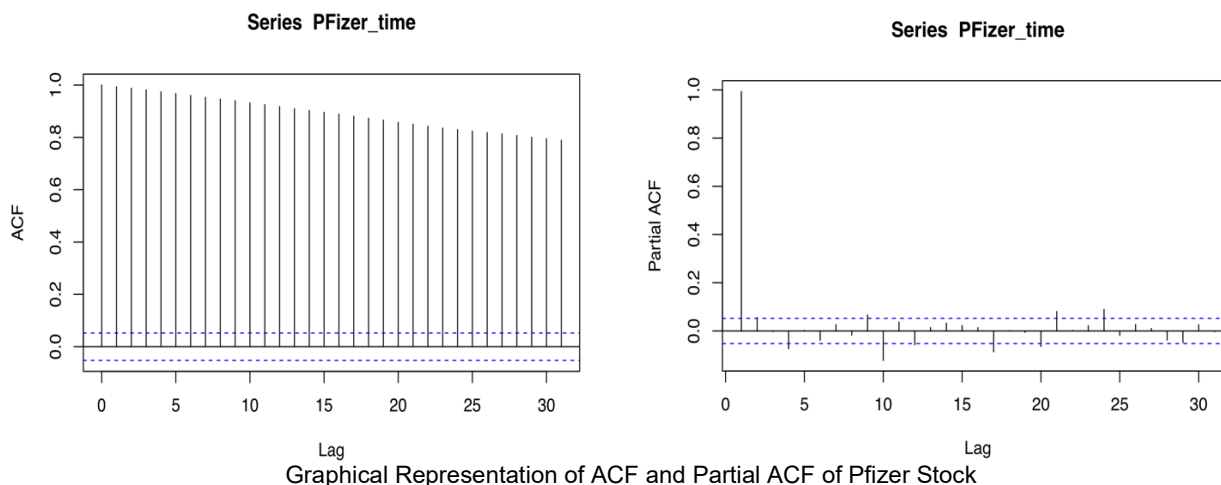 Series PFizer_time
ACF
1.0
0.8
0.6
0.4
0.2
0.0
0 5 10 15 20 25 30
Lag
Series PFizer_time
Partial ACF
1.0
0.8
0.6
0.4
0.2
0.0
0 5 10 15 20 25 30
Lag
Graphical Representation of ACF and Partial ACF of Pfizer Stock